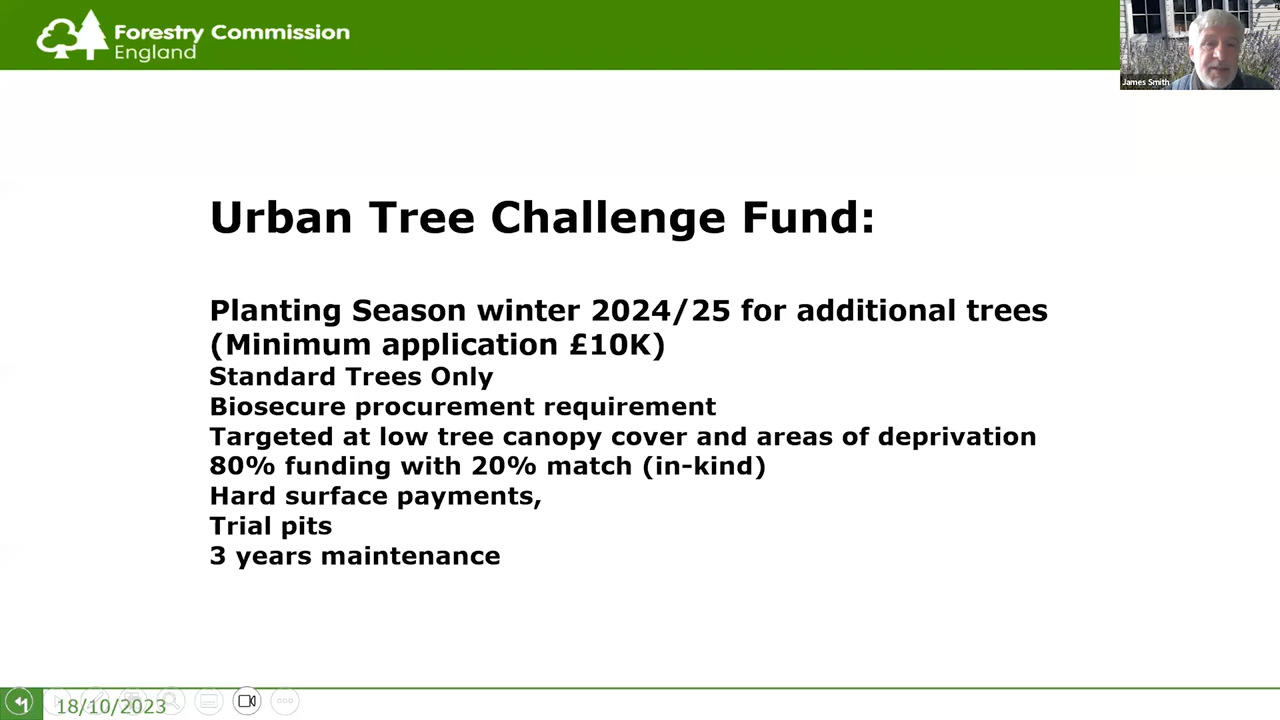 Forestry Commission
England
James Smith
Urban Tree Challenge Fund:
Planting Season winter 2024/25 for additional trees
(Minimum application £10K)
Standard Trees Only
Biosecure procurement requirement
Targeted at low tree canopy cover and areas of deprivation
80% funding with 20% match (in-kind)
Hard surface payments,
Trial pits
3 years maintenance
18/10/2023